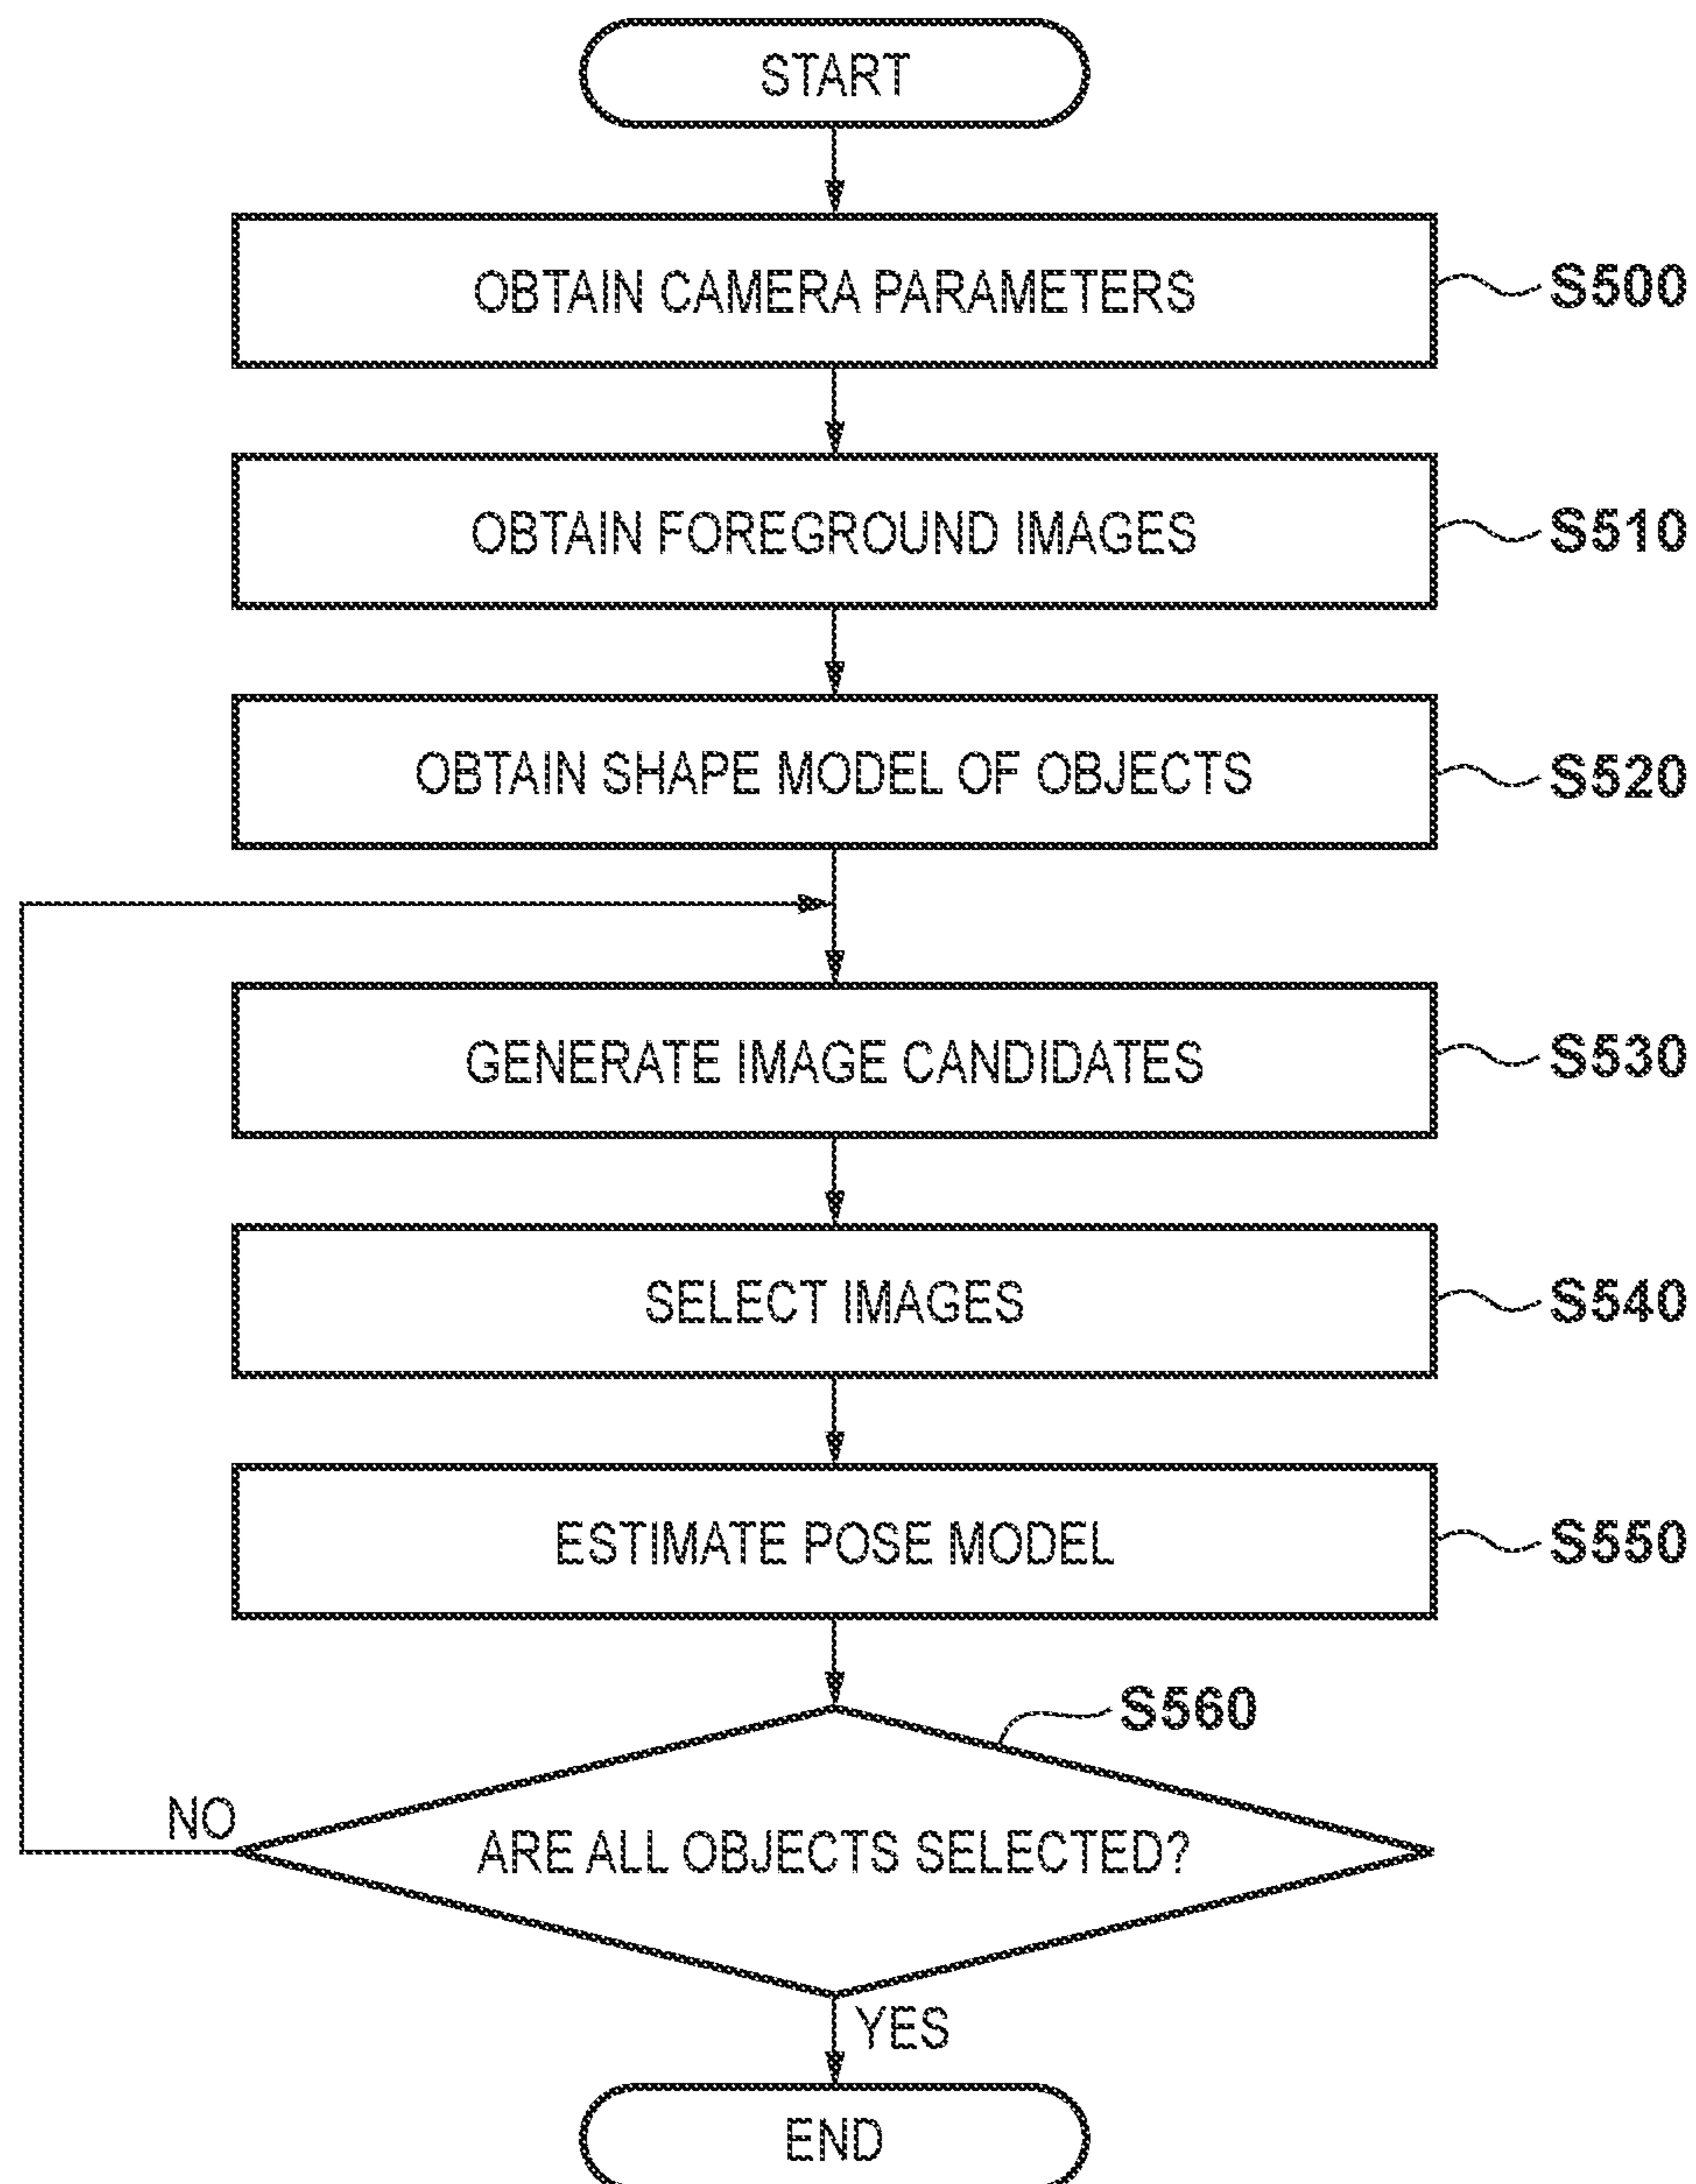 START
OBTAIN CAMERA PARAMETERS
S500
OBTAIN FOREGROUND IMAGES
S510
OBTAIN SHAPE MODEL OF OBJECTS
S520
GENERATE IMAGE CANDIDATES
S530
SELECT IMAGES
S540
ESTIMATE POSE MODEL
S550
S560
NO
ARE ALL OBJECTS SELECTED?
YES
END